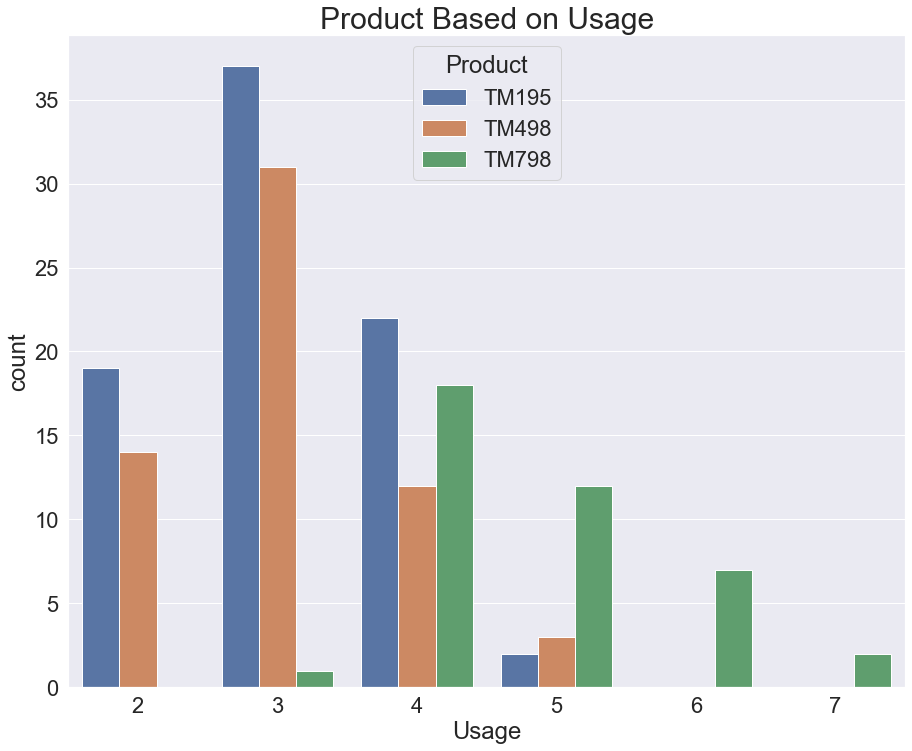 Product Based on Usage
Product
TM195
TM498
TM798
35
30
25
20
15
10
5
0
count
2 3 4 5 6 7
Usage